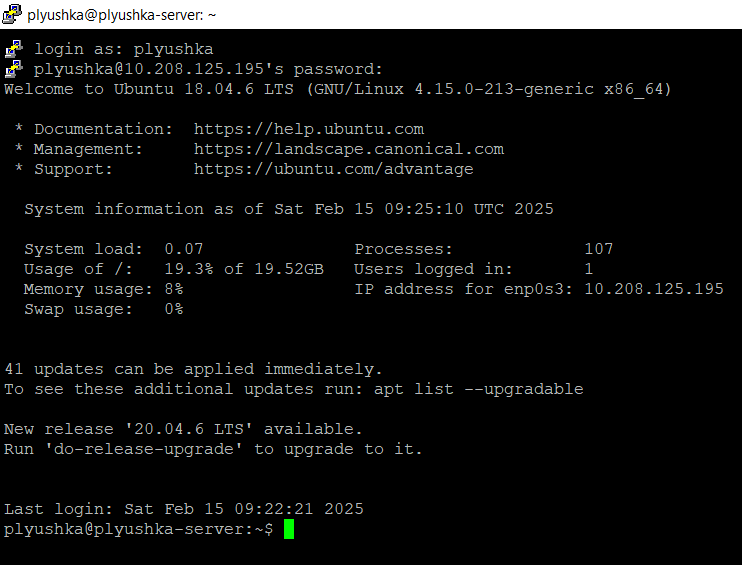 plyushka@plyushka-server: ~
login as: plyushka
plyushka@10.208.125.195's password:
Welcome to Ubuntu 18.04.6 LTS (GNU/Linux 4.15.0-213-generic x86_64)
* Documentation:  https://help.ubuntu.com
* Management:     https://landscape.canonical.com
* Support:        https://ubuntu.com/advantage
System information as of Sat Feb 15 09:25:10 UTC 2025
System load:  0.07                Processes:             107
Usage of /:   19.3% of 19.52GB   Users logged in:       1
Memory usage: 8%                  IP address for enp0s3: 10.208.125.195
Swap usage:   0%
41 updates can be applied immediately.
To see these additional updates run: apt list --upgradable
New release '20.04.6 LTS' available.
Run 'do-release-upgrade' to upgrade to it.
Last login: Sat Feb 15 09:22:21 2025
plyushka@plyushka-server:~$